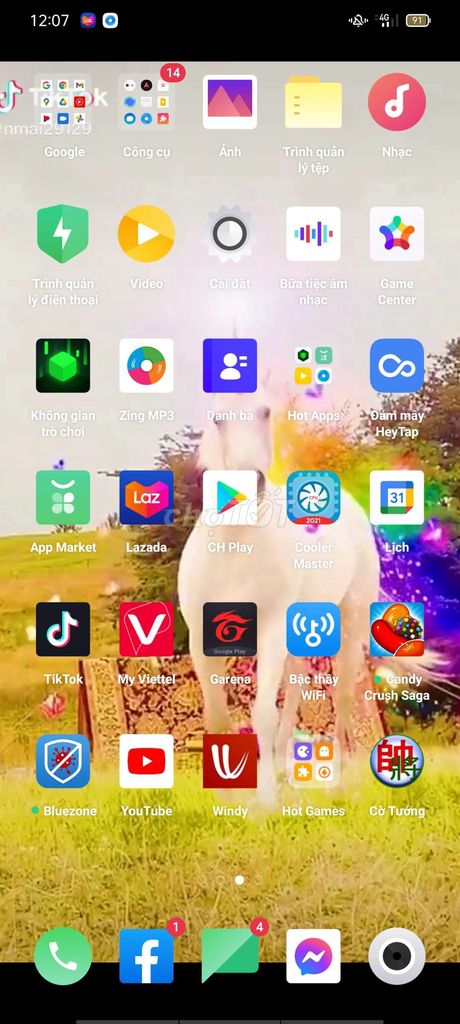 12:07
4G
91
TikTok
nmai29129
14
Google
Công cụ
Ảnh
Trình quản
lý tệp
Nhạc
Trình quản
lý điện thoại
Video
Cài đặt
Bữa tiệc âm
nhạc
Game
Center
Không gian
trò chơi
Zing MP3
Danh bạ
Hot Apps
Đám mây
HeyTap
Laz
CPU
31
2021
chợTỐT
App Market
Lazada
CH Play
Cooler
Master
Lịch
Google Play
TikTok
My Viettel
Garena
Bậc thầy
WiFi
Candy
Crush Saga
帥
將
Bluezone
YouTube
Windy
Hot Games
Cờ Tướng
1
4